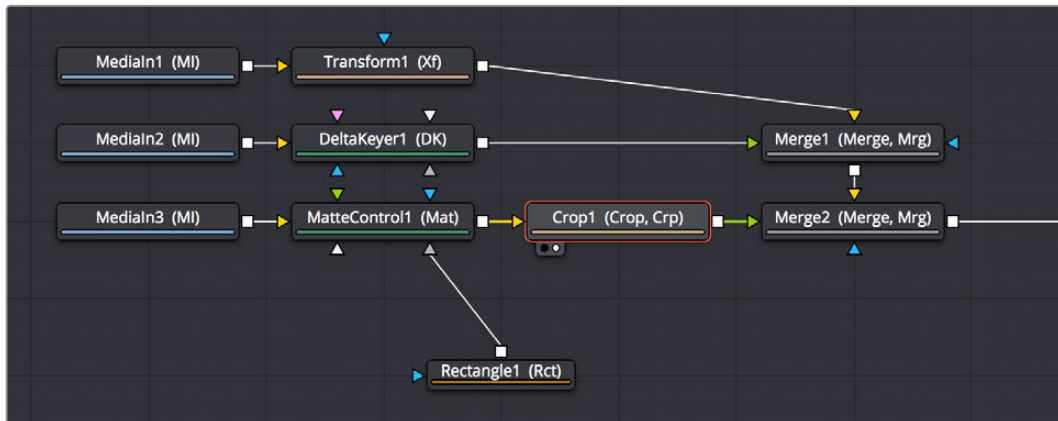 MediaIn1 (MI)
Transform1 (Xf)
MediaIn2 (MI)
DeltaKeyer1 (DK)
Merge1 (Merge, Mrg)
MediaIn3 (MI)
MatteControl1 (Mat)
Crop1 (Crop, Crp)
Merge2 (Merge, Mrg)
Rectangle1 (Rct)